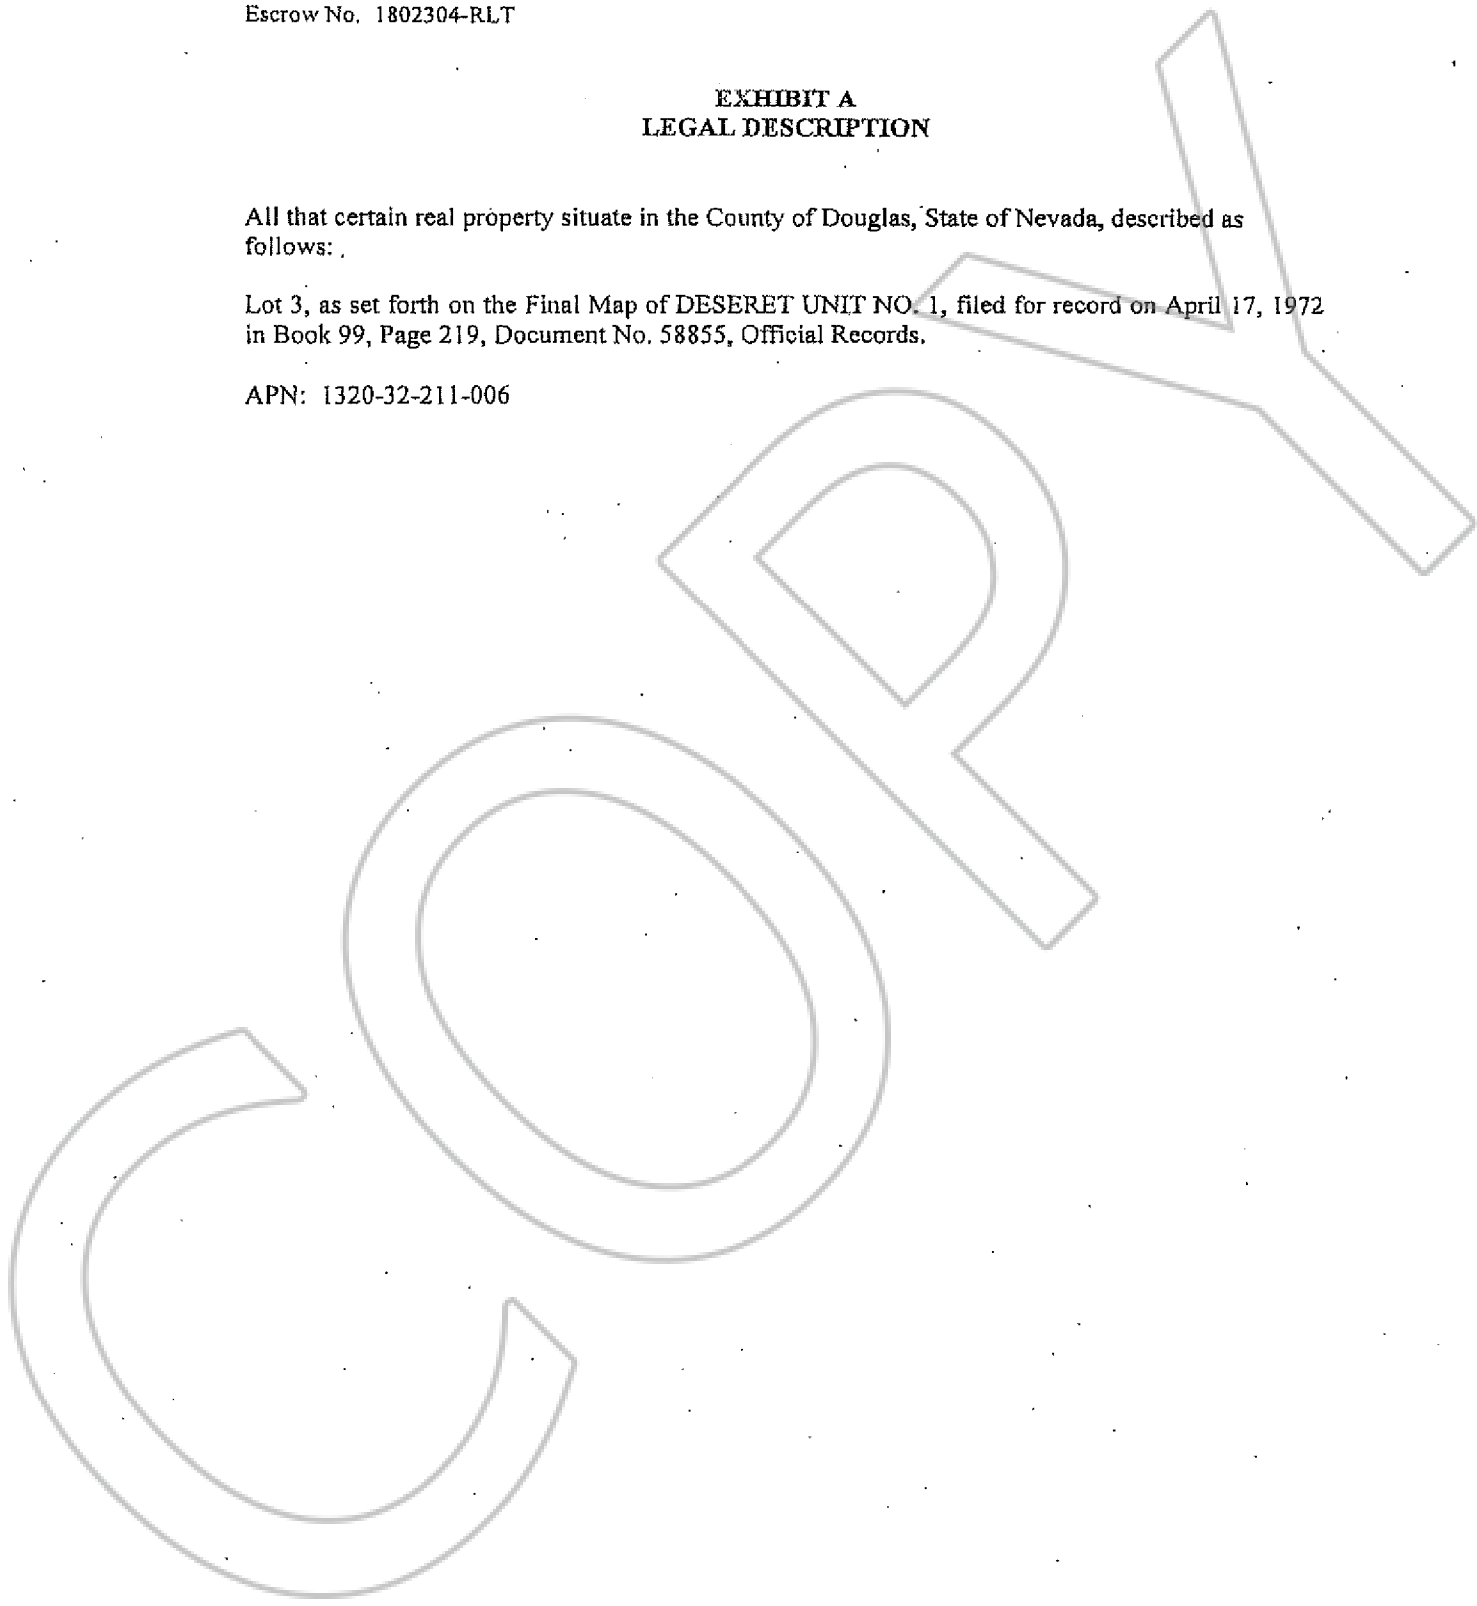 Escrow No. 1802304-RLT
EXHIBIT A
LEGAL DESCRIPTION
All that certain real property situate in the County of Douglas, State of Nevada, described as
follows:
Lot 3, as set forth on the Final Map of DESERET UNIT NO. 1, filed for record on April 17, 1972
in Book 99, Page 219, Document No. 58855, Official Records.
APN: 1320-32-211-006
COPY